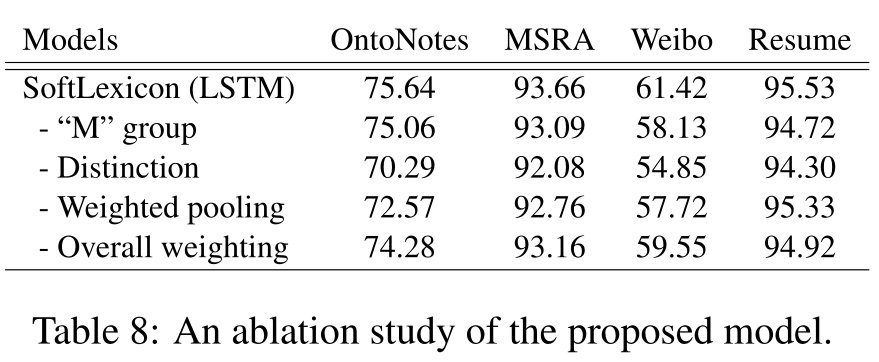 Models OntoNotes MSRA Weibo Resume
SoftLexicon (LSTM) 75.64 93.66 61.42 95.53
- “M” group 75.06 93.09 58.13 94.72
- Distinction 70.29 92.08 54.85 94.30
- Weighted pooling 72.57 92.76 57.72 95.33
- Overall weighting 74.28 93.16 59.55 94.92
Table 8: An ablation study of the proposed model.